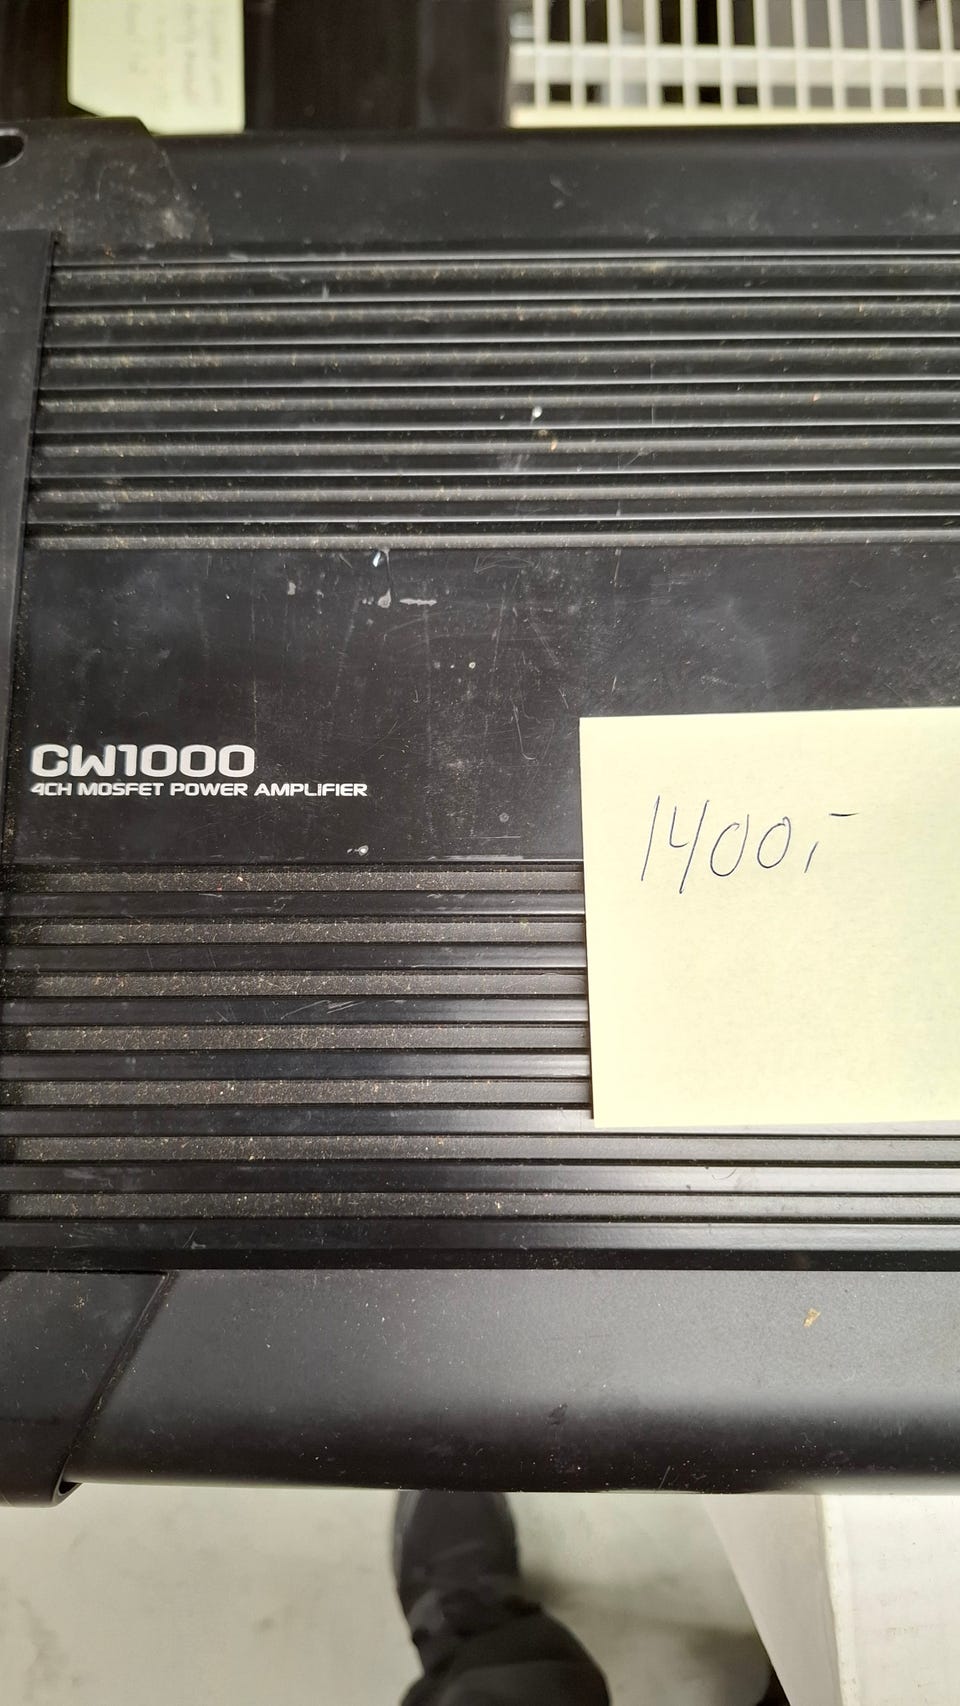 CW1000
4CH MOSFET POWER AMPLIFIER
1400,-